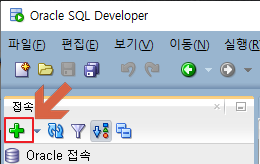 Oracle SQL Developer
파일(F) 편집(E) 보기(V) 이동(N) 실행(R
접속
Oracle 접속